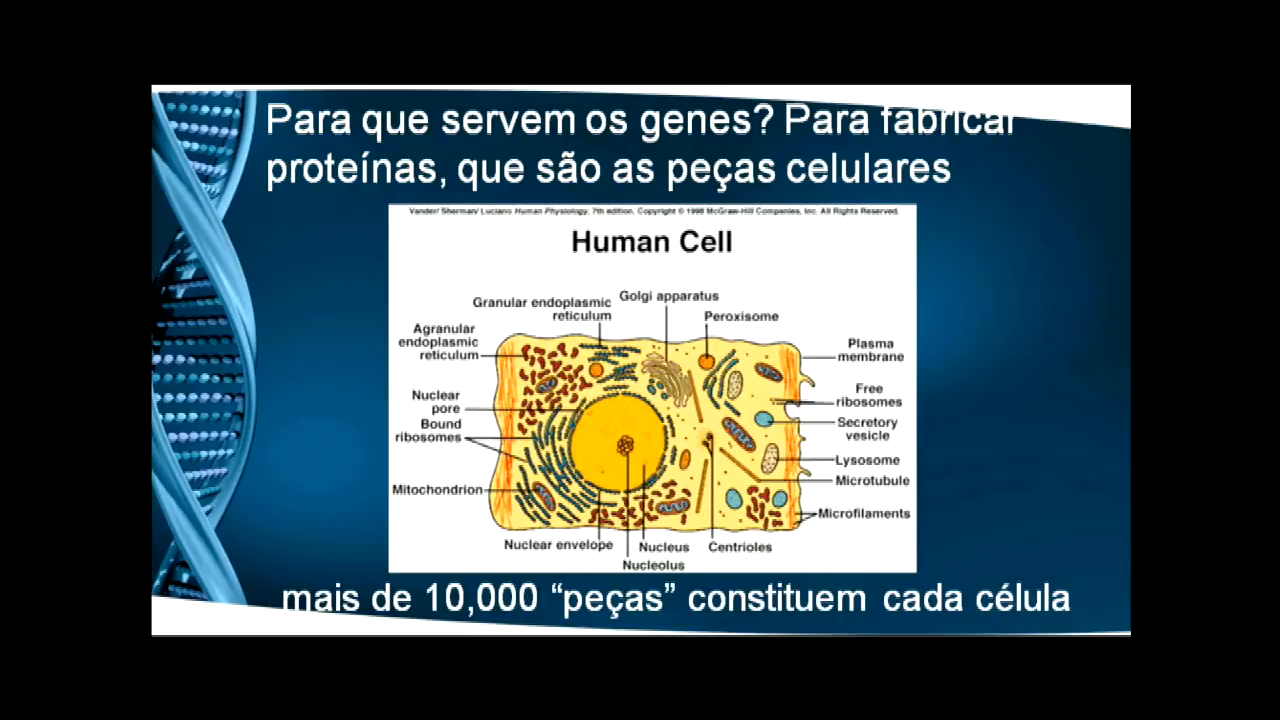 Para que servem os genes? Para fabricar
proteínas, que são as peças celulares
Vander/ Sherman/ Luciano Human Physiology, 7th edition. Copyright © 1998 McGraw-Hill Companies, Inc. All Rights Reserved.
Human Cell
Granular endoplasmic
reticulum
Golgi apparatus
Peroxisome
Agranular
endoplasmic
reticulum
Plasma
membrane
Nuclear
pore
Free
ribosomes
Bound
ribosomes
Secretory
vesicle
Lysosome
Microtubule
Mitochondrion
Microfilaments
Nuclear envelope
Nucleus
Centrioles
Nucleolus
mais de 10,000 “peças” constituem cada célula